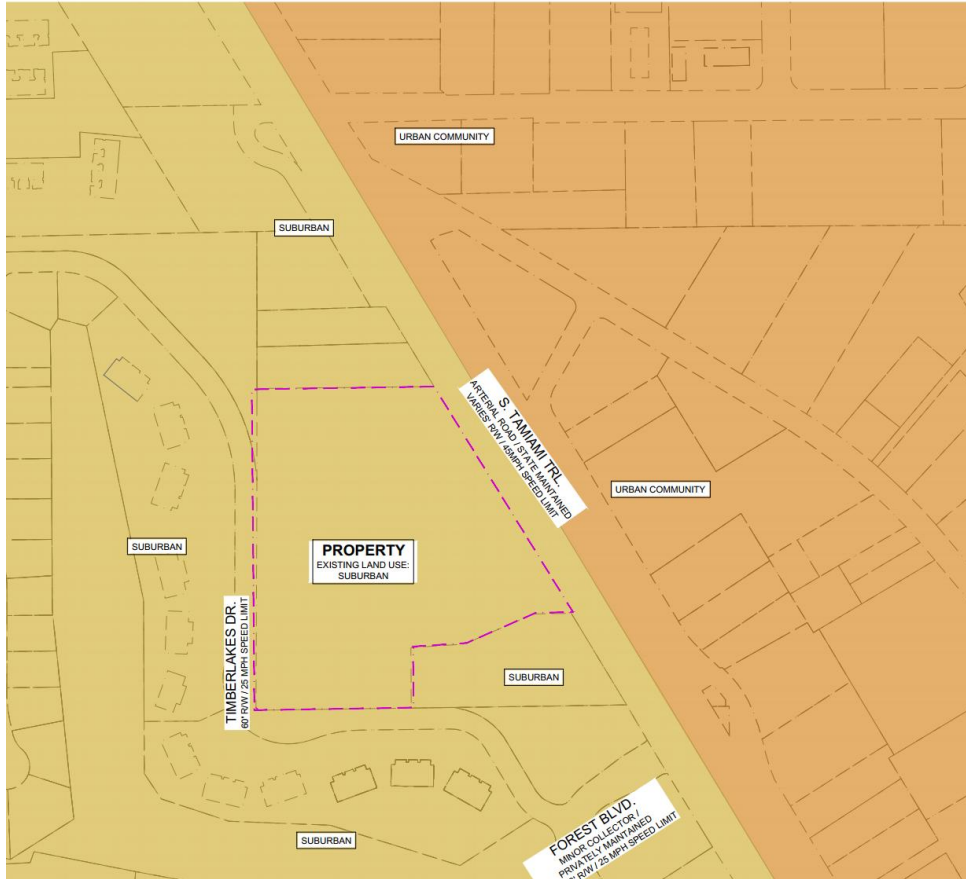 URBAN COMMUNITY
SUBURBAN
S. TAMIAMI TRL.
ARTERIAL ROAD / STATE MAINTAINED
VARIES' R/W / 45MPH SPEED LIMIT
URBAN COMMUNITY
SUBURBAN
PROPERTY
EXISTING LAND USE:
SUBURBAN
TIMBERLAKES DR.
60' R/W / 25 MPH SPEED LIMIT
SUBURBAN
FOREST BLVD.
MINOR COLLECTOR /
PRIVATELY MAINTAINED
' R/W / 25 MPH SPEED LIMIT
SUBURBAN